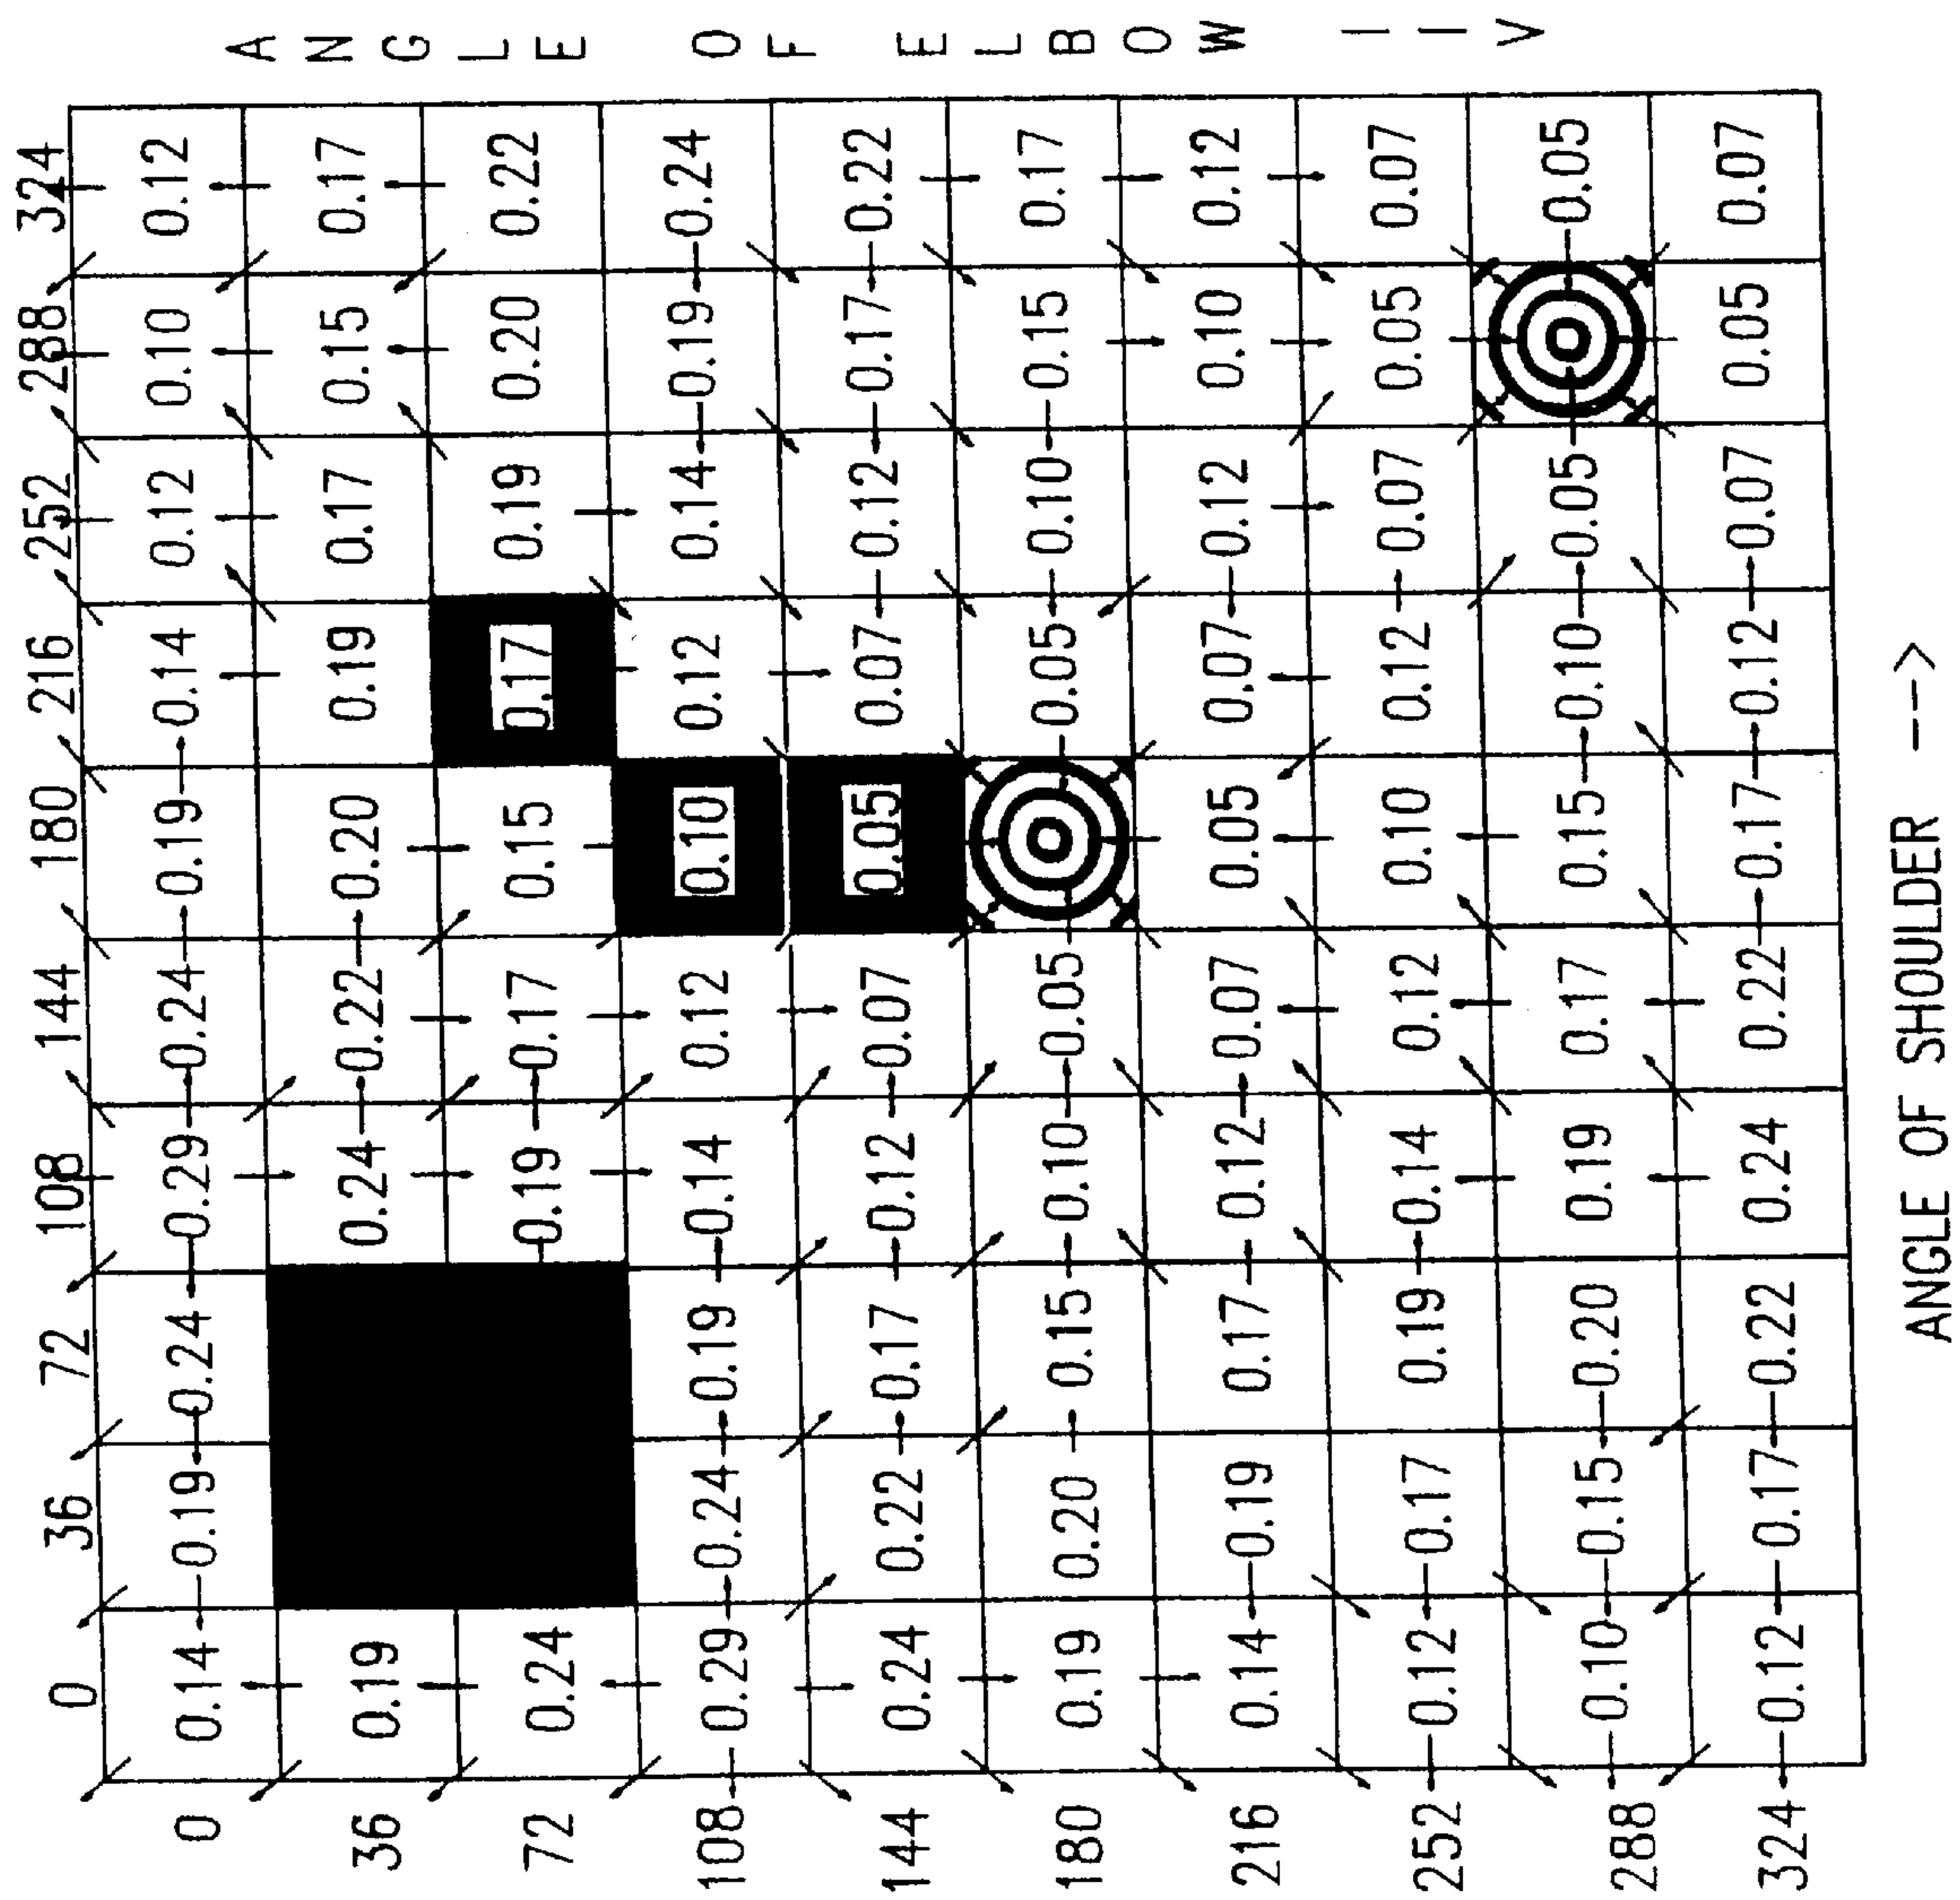 0 36 72 108 144 180 216 252 288 324
0 0.14 0.19 0.24 0.29 0.24 0.19 0.14 0.12 0.10 0.12
36 0.19 0.24 0.22 0.20 0.19 0.17 0.15 0.17
72 0.24 0.19 0.17 0.15 0.17 0.19 0.20 0.22
108 0.29 0.24 0.19 0.14 0.12 0.10 0.12 0.14 0.19 0.24
144 0.24 0.22 0.17 0.12 0.07 0.05 0.07 0.12 0.17 0.22
180 0.19 0.20 0.15 0.10 0.05 0.05 0.10 0.15 0.17
216 0.14 0.19 0.17 0.12 0.07 0.05 0.07 0.12 0.10 0.12
252 0.12 0.17 0.19 0.14 0.12 0.10 0.12 0.07 0.05 0.07
288 0.10 0.15 0.20 0.19 0.17 0.15 0.10 0.05 0.05
324 0.12 0.17 0.22 0.24 0.22 0.17 0.12 0.07 0.05 0.07
ANGLE OF ELBOW | | V
ANGLE OF SHOULDER -->